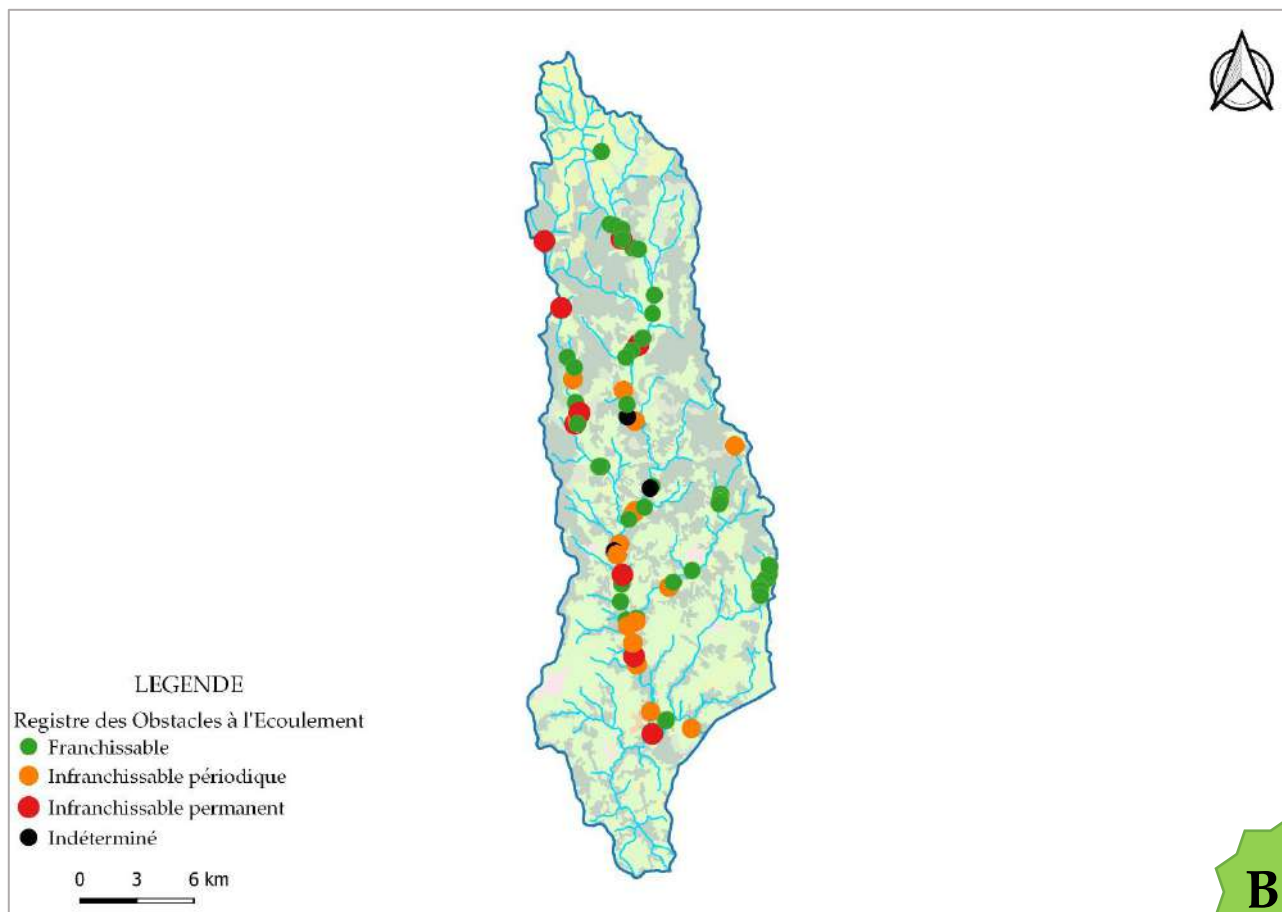 LEGENDE
Registre des Obstacles à l'Ecoulement
Franchissable
Infranchissable périodique
Infranchissable permanent
Indéterminé
0 3 6 km
B